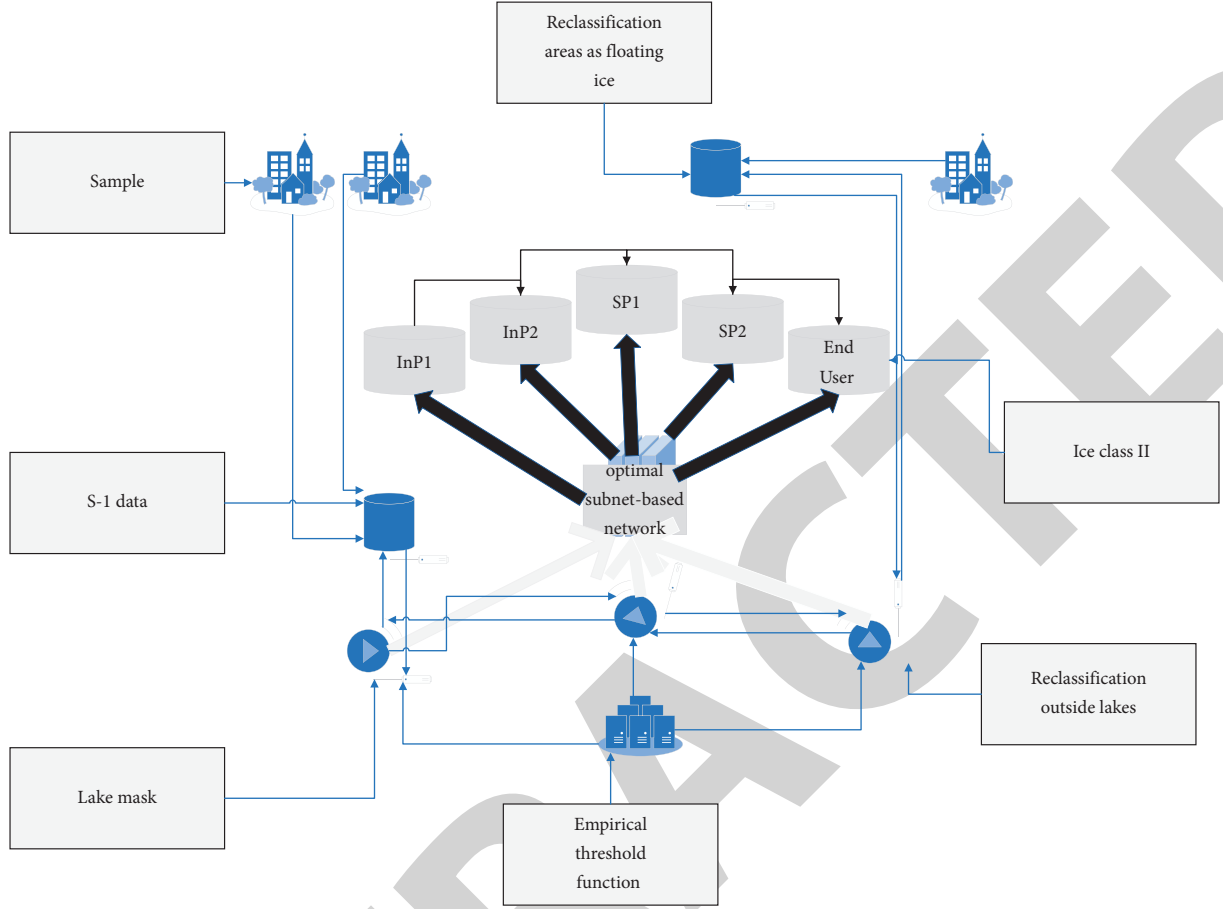 Reclassification
areas as floating
ice
Sample
SP1
InP2
SP2
InP1
End
User
Ice class II
optimal
subnet-based
network
S-1 data
Reclassification
outside lakes
Lake mask
Empirical
threshold
function
RACTED